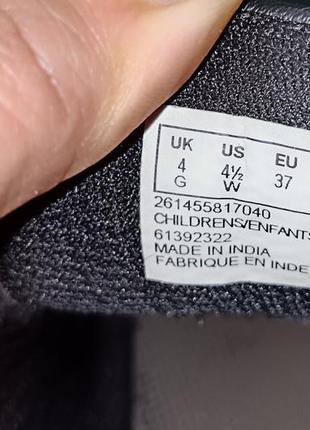 UK US EU
4 4½ 37
G W
261455817040
CHILDRENS/ENFANTS
61392322
MADE IN INDIA
FABRIQUE EN INDE